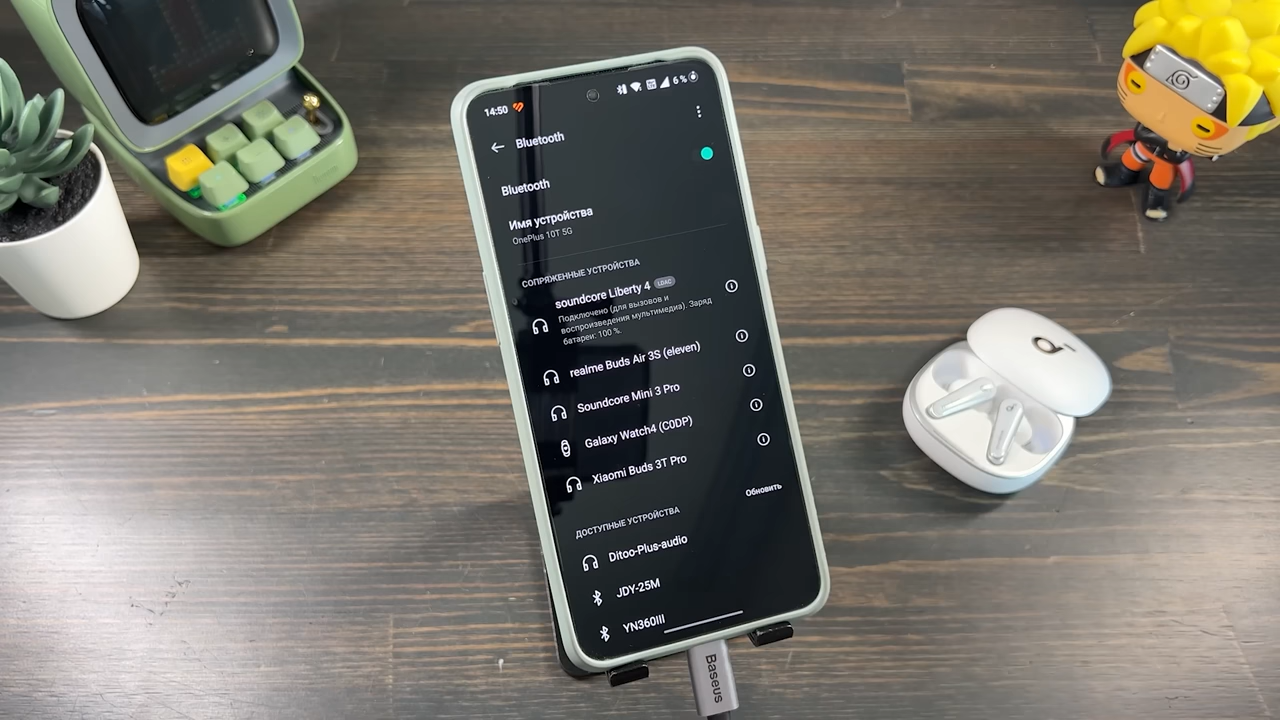 14:50 6 %
Bluetooth
Bluetooth
Имя устройства
OnePlus 10T 5G
СОПРЯЖЕННЫЕ УСТРОЙСТВА
soundcore Liberty 4 LDAC
Подключено (для вызовов и
воспроизведения мультимедиа). Заряд
батареи: 100 %.
realme Buds Air 3S (eleven)
Soundcore Mini 3 Pro
Galaxy Watch4 (C0DP)
Xiaomi Buds 3T Pro
Обновить
ДОСТУПНЫЕ УСТРОЙСТВА
Ditoo-Plus-audio
JDY-25M
YN360III
Baseus